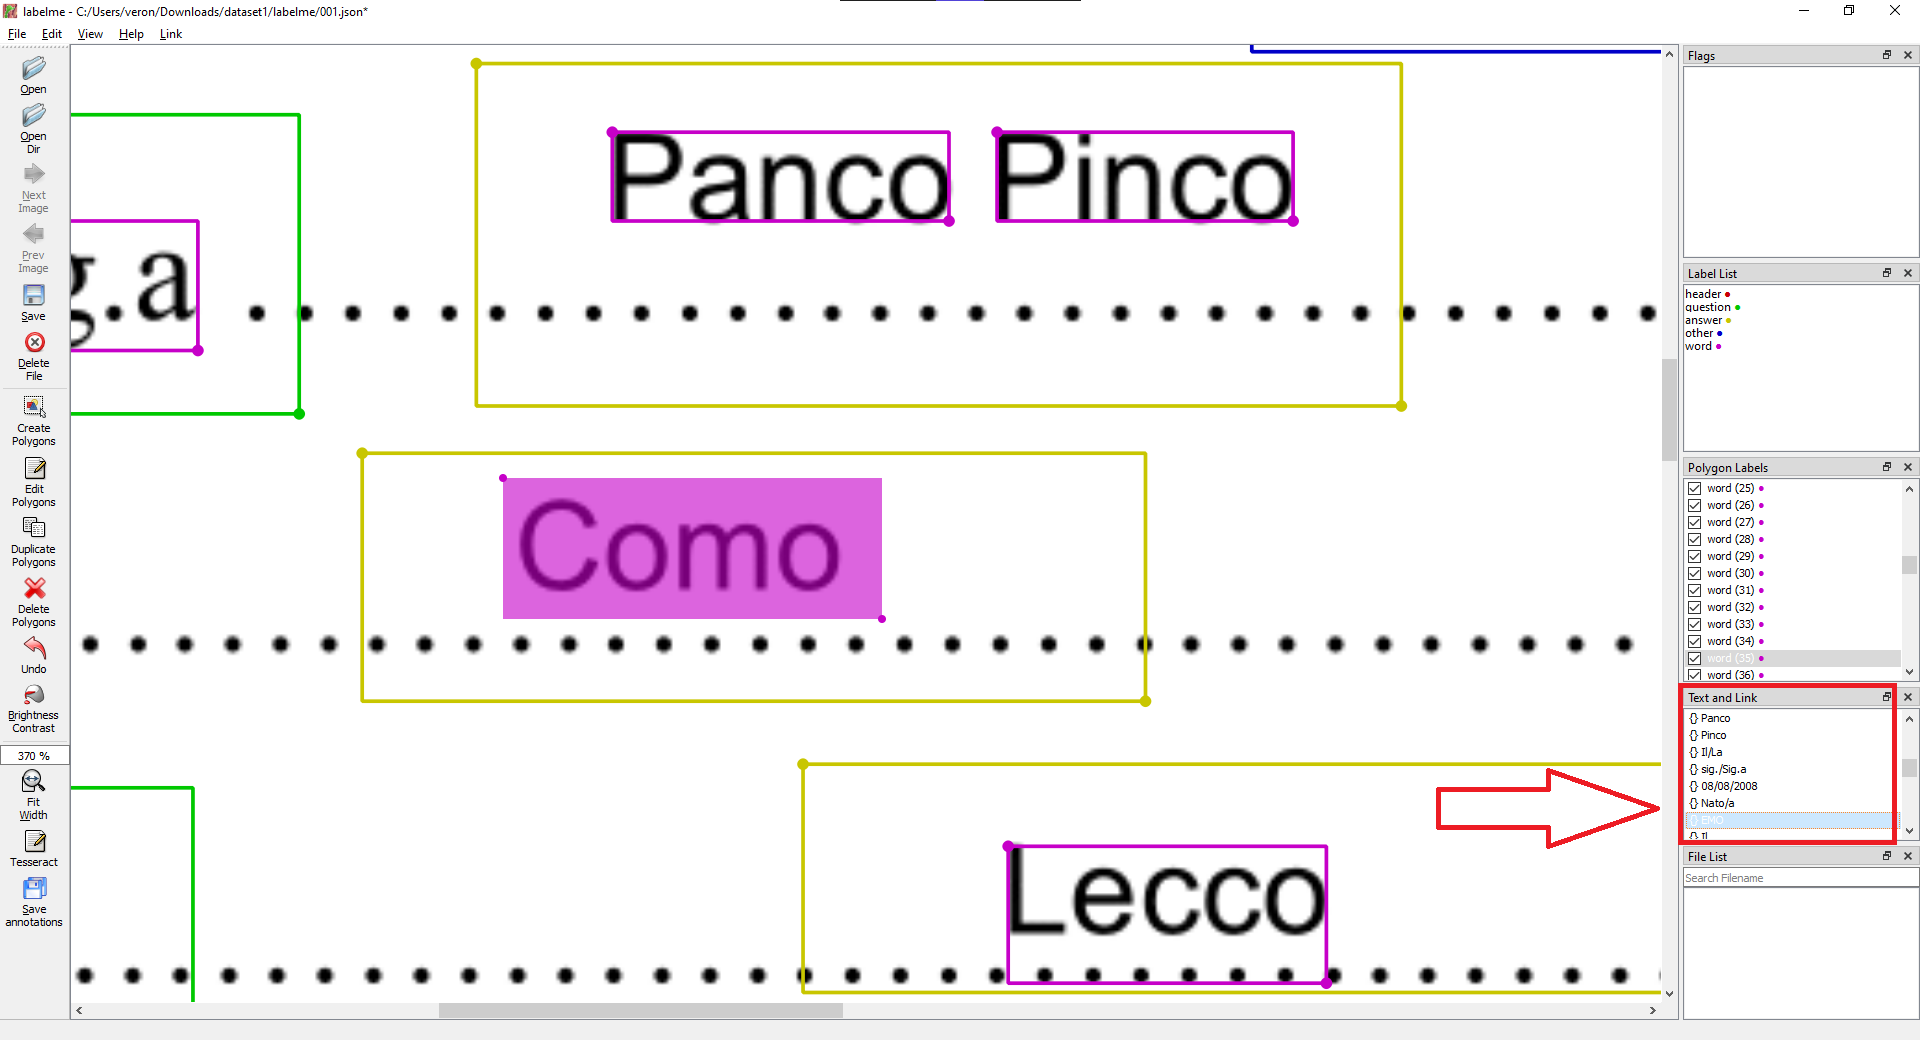 labelme - C:/Users/veron/Downloads/dataset1/labelme/001.json*
File Edit View Help Link
Open
Open
Dir
Next
Image
Prev
Image
Save
Delete
File
Create
Polygons
Edit
Polygons
Duplicate
Polygons
Delete
Polygons
Undo
Brightness
Contrast
370 %
Fit
Width
Tesseract
Save
annotations
Panco Pinco
g.a
Como
Lecco
Flags
Label List
header
question
answer
other
word
Polygon Labels
word (25)
word (26)
word (27)
word (28)
word (29)
word (30)
word (31)
word (32)
word (33)
word (34)
word (35)
word (36)
Text and Link
{} Panco
{} Pinco
{} Il/La
{} sig./Sig.a
{} 08/08/2008
{} Nato/a
{} EMO
{} Il
File List
Search Filename